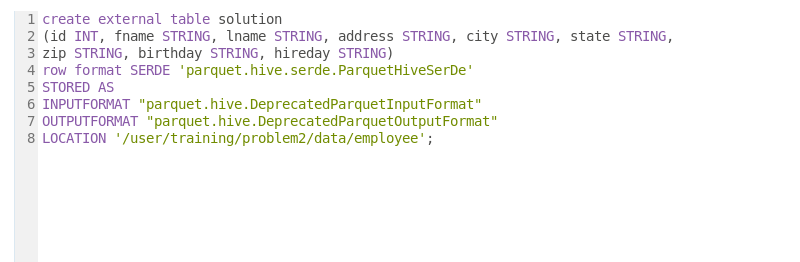 1 create external table solution
2 (id INT, fname STRING, lname STRING, address STRING, city STRING, state STRING,
3 zip STRING, birthday STRING, hireday STRING)
4 row format SERDE 'parquet.hive.serde.ParquetHiveSerDe'
5 STORED AS
6 INPUTFORMAT "parquet.hive.DeprecatedParquetInputFormat"
7 OUTPUTFORMAT "parquet.hive.DeprecatedParquetOutputFormat"
8 LOCATION '/user/training/problem2/data/employee';